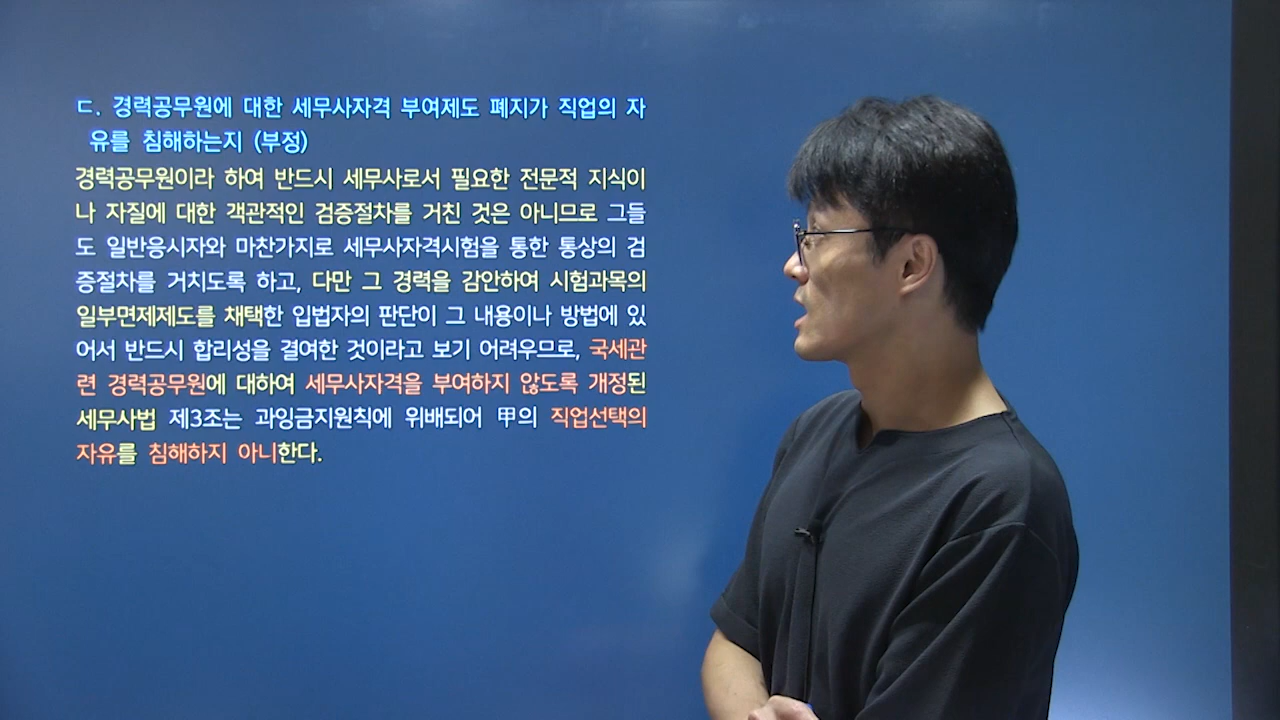 ㄷ. 경력공무원에 대한 세무사자격 부여제도 폐지가 직업의 자
유를 침해하는지 (부정)
경력공무원이라 하여 반드시 세무사로서 필요한 전문적 지식이
나 자질에 대한 객관적인 검증절차를 거친 것은 아니므로 그들
도 일반응시자와 마찬가지로 세무사자격시험을 통한 통상의 검
증절차를 거치도록 하고, 다만 그 경력을 감안하여 시험과목의
일부면제제도를 채택한 입법자의 판단이 그 내용이나 방법에 있
어서 반드시 합리성을 결여한 것이라고 보기 어려우므로, 국세관
련 경력공무원에 대하여 세무사자격을 부여하지 않도록 개정된
세무사법 제3조는 과잉금지원칙에 위배되어 甲의 직업선택의
자유를 침해하지 아니한다.